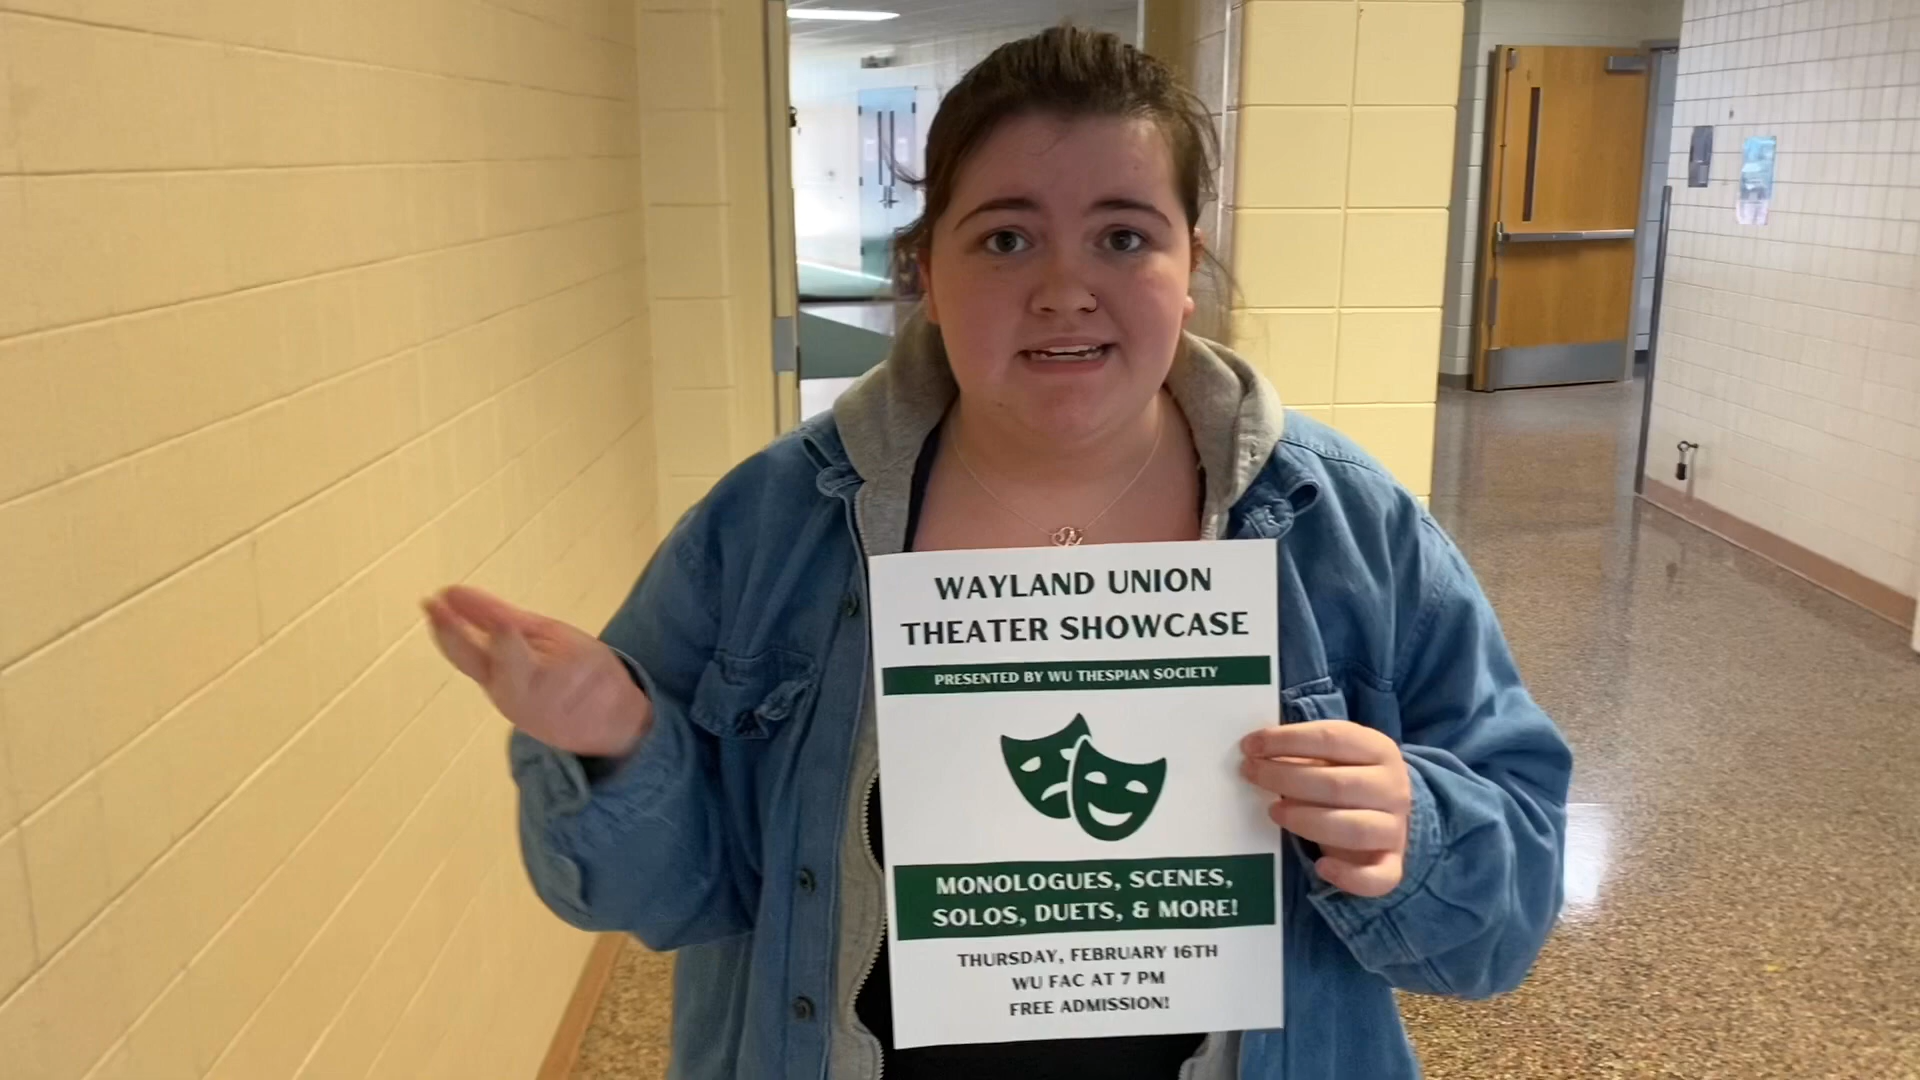 WAYLAND UNION
THEATER SHOWCASE
PRESENTED BY WU THESPIAN SOCIETY
MONOLOGUES, SCENES,
SOLOS, DUETS, & MORE!
THURSDAY, FEBRUARY 16TH
WU FAC AT 7 PM
FREE ADMISSION!